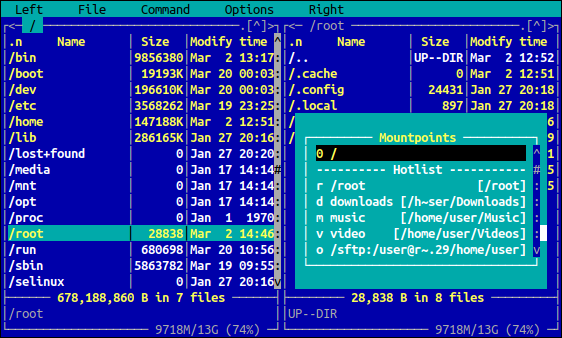 Left File Command Options Right
┌<─ / ─.[^]>┐┌<─ /root ─.[^]>┐
.n Name Size Modify time ^ .n Name Size Modify time
/bin 9856380 Mar 2 13:17 /.. UP--DIR Mar 2 12:52
/boot 19193K Mar 20 00:03 /.cache 0 Mar 2 12:51
/dev 196610K Mar 20 00:03 /.config 24431 Jan 27 20:18
/etc 3568262 Mar 19 23:25 /.local 897 Jan 27 20:18
/home 147188K Mar 2 12:51 6
/lib 286165K Jan 27 20:16 Mountpoints 9
/lost+found 0 Jan 27 20:20 0 / ^ 1
/media 0 Jan 17 14:14 # ---------- Hotlist ----------- # 5
/mnt 0 Jan 17 14:14 r /root [/root] : 5
/opt 0 Jan 17 14:14 d downloads [/h~ser/Downloads] :
/proc 0 Jan 1 1970 m music [/home/user/Music] :
/root 28838 Mar 2 14:46 v video [/home/user/Videos] :
/run 680698 Mar 20 10:56 o /sftp:/user@r~.29/home/user] v
/sbin 5863782 Mar 19 09:55
/selinux 0 Jan 27 20:16 v
678,188,860 B in 7 files 28,838 B in 8 files
/root UP--DIR
9718M/13G (74%) 9718M/13G (74%)